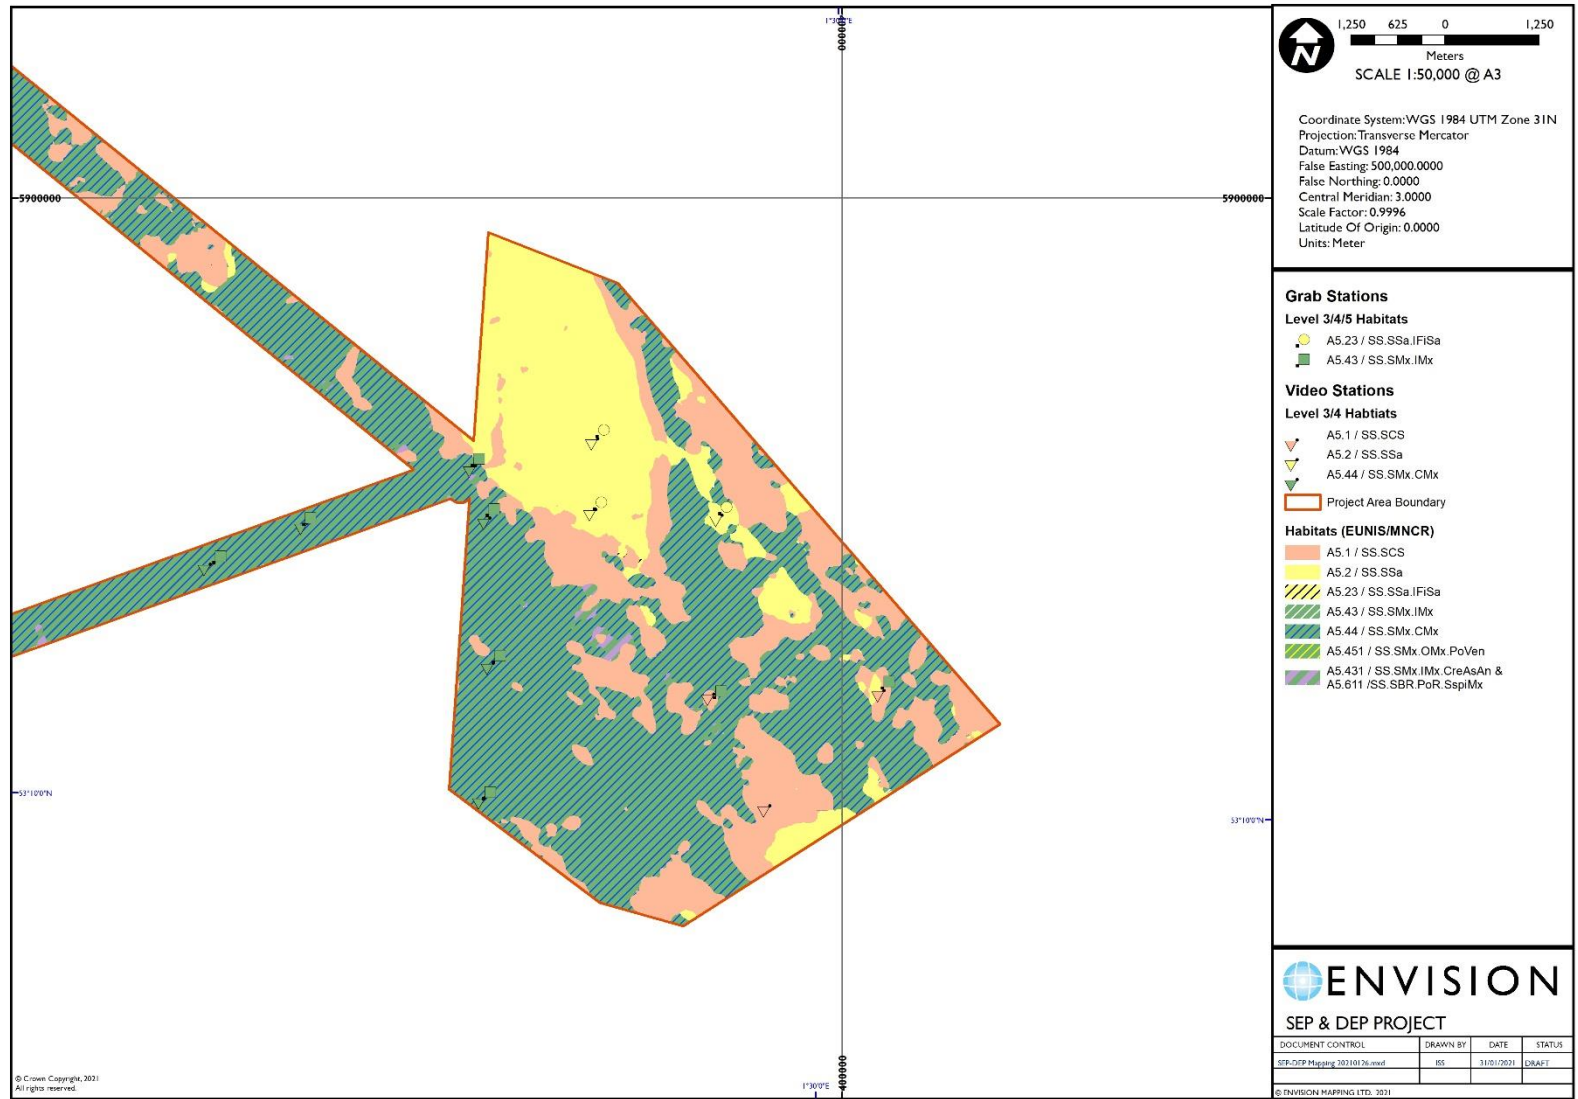 1°30'0"E
400000
5900000
5900000
53°10'0"N
53°10'0"N
1°30'0"E
400000
© Crown Copyright, 2021
All rights reserved.
N
1,250 625 0 1,250
Meters
SCALE 1:50,000 @ A3
Coordinate System: WGS 1984 UTM Zone 31N
Projection: Transverse Mercator
Datum: WGS 1984
False Easting: 500,000.0000
False Northing: 0.0000
Central Meridian: 3.0000
Scale Factor: 0.9996
Latitude Of Origin: 0.0000
Units: Meter
Grab Stations
Level 3/4/5 Habitats
A5.23 / SS.SSa.IFiSa
A5.43 / SS.SMx.IMx
Video Stations
Level 3/4 Habtiats
A5.1 / SS.SCS
A5.2 / SS.SSa
A5.44 / SS.SMx.CMx
Project Area Boundary
Habitats (EUNIS/MNCR)
A5.1 / SS.SCS
A5.2 / SS.SSa
A5.23 / SS.SSa.IFiSa
A5.43 / SS.SMx.IMx
A5.44 / SS.SMx.CMx
A5.451 / SS.SMx.OMx.PoVen
A5.431 / SS.SMx.IMx.CreAsAn &
A5.611 /SS.SBR.PoR.SspiMx
ENVISION
SEP & DEP PROJECT
DOCUMENT CONTROL DRAWN BY DATE STATUS
SEP-DEP Mapping 20210126.mxd ISS 31/01/2021 DRAFT
© ENVISION MAPPING LTD. 2021